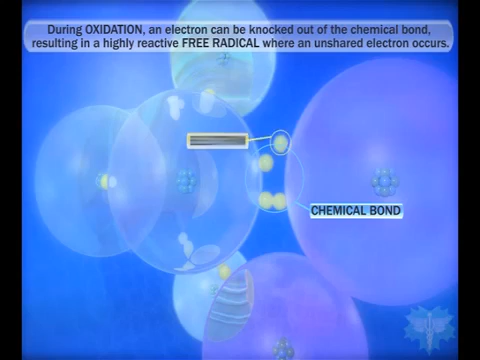 During OXIDATION, an electron can be knocked out of the chemical bond,
resulting in a highly reactive FREE RADICAL where an unshared electron occurs.
CHEMICAL BOND